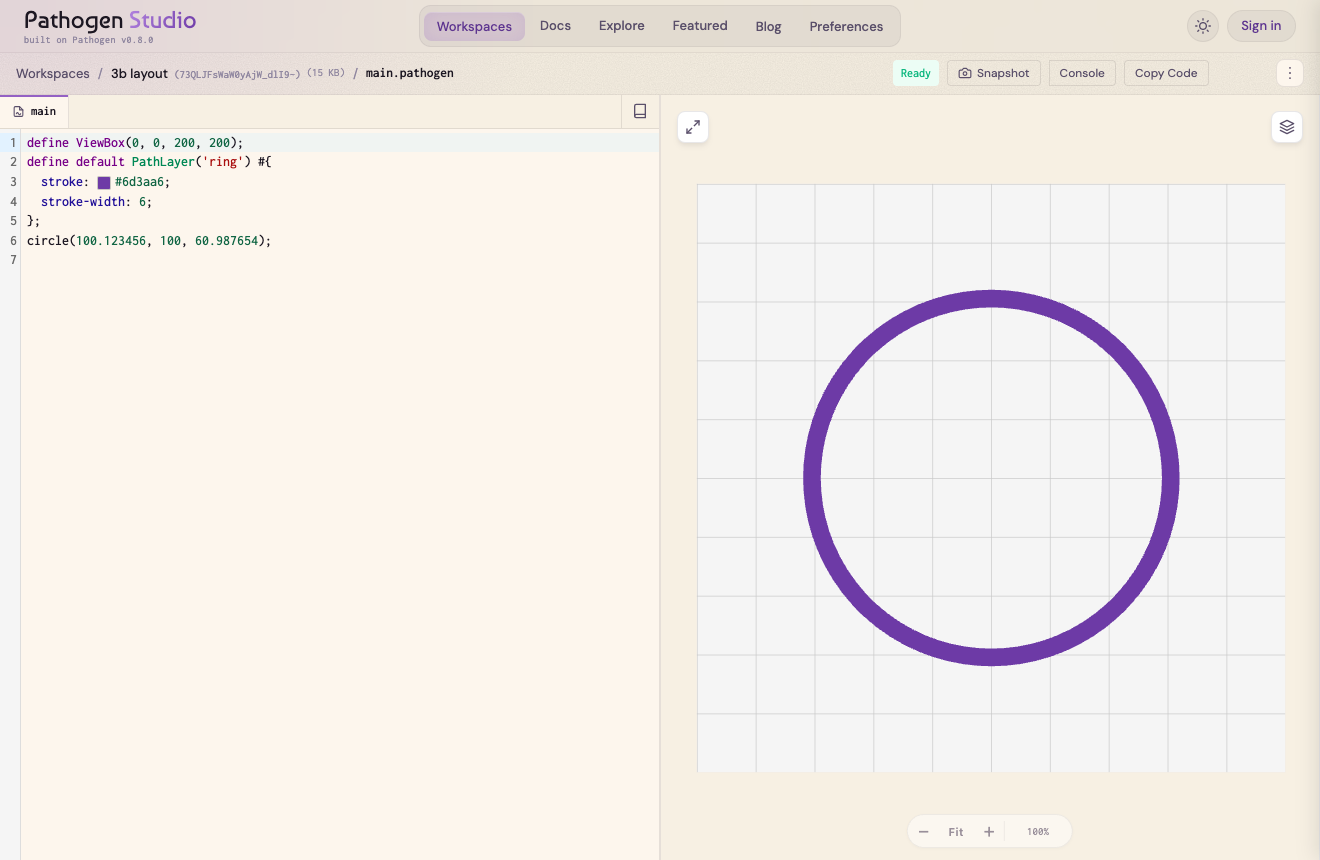 Pathogen Studio
built on Pathogen v0.8.0
Workspaces Docs Explore Featured Blog Preferences
Sign in
Workspaces / 3b layout (73QLJFsWaW0yAjW_dlI9-) (15 KB) / main.pathogen
Ready Snapshot Console Copy Code
main
1 define ViewBox(0, 0, 200, 200);
2 define default PathLayer('ring') #{
3 stroke: #6d3aa6;
4 stroke-width: 6;
5 };
6 circle(100.123456, 100, 60.987654);
7
− Fit + 100%